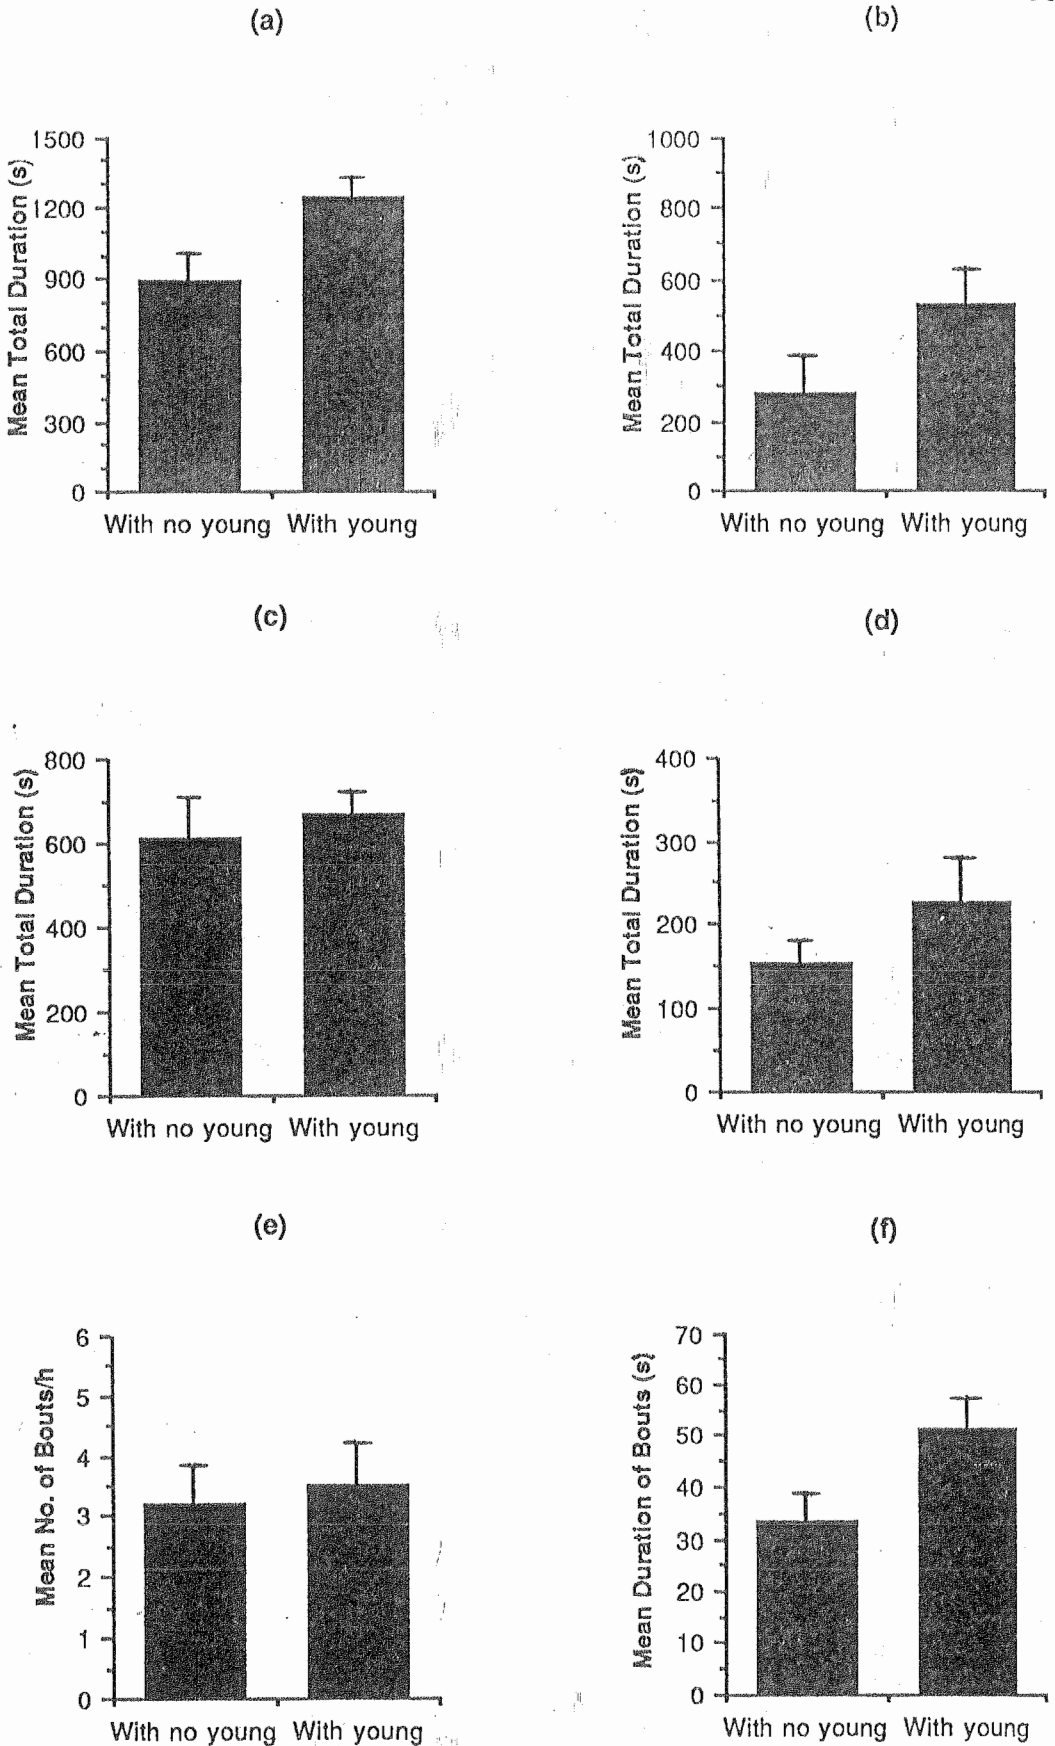 (a)
Mean Total Duration (s)
1500
1200
900
600
300
0
With no young With young
(b)
Mean Total Duration (s)
1000
800
600
400
200
0
With no young With young
(c)
Mean Total Duration (s)
800
600
400
200
0
With no young With young
(d)
Mean Total Duration (s)
400
300
200
100
0
With no young With young
(e)
Mean No. of Bouts/h
6
5
4
3
2
1
0
With no young With young
(f)
Mean Duration of Bouts (s)
70
60
50
40
30
20
10
0
With no young With young